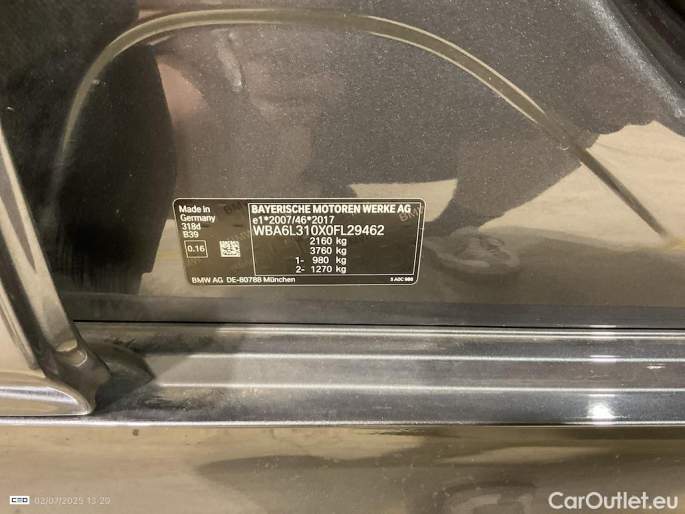 Made in
Germany
318d
B39
0.16
BAYERISCHE MOTOREN WERKE AG
e1*2007/46*2017
WBA6L310X0FL29462
2160 kg
3760 kg
1- 980 kg
2- 1270 kg
BMW AG DE-80788 München
02/07/2025 13:29
CarOutlet.eu